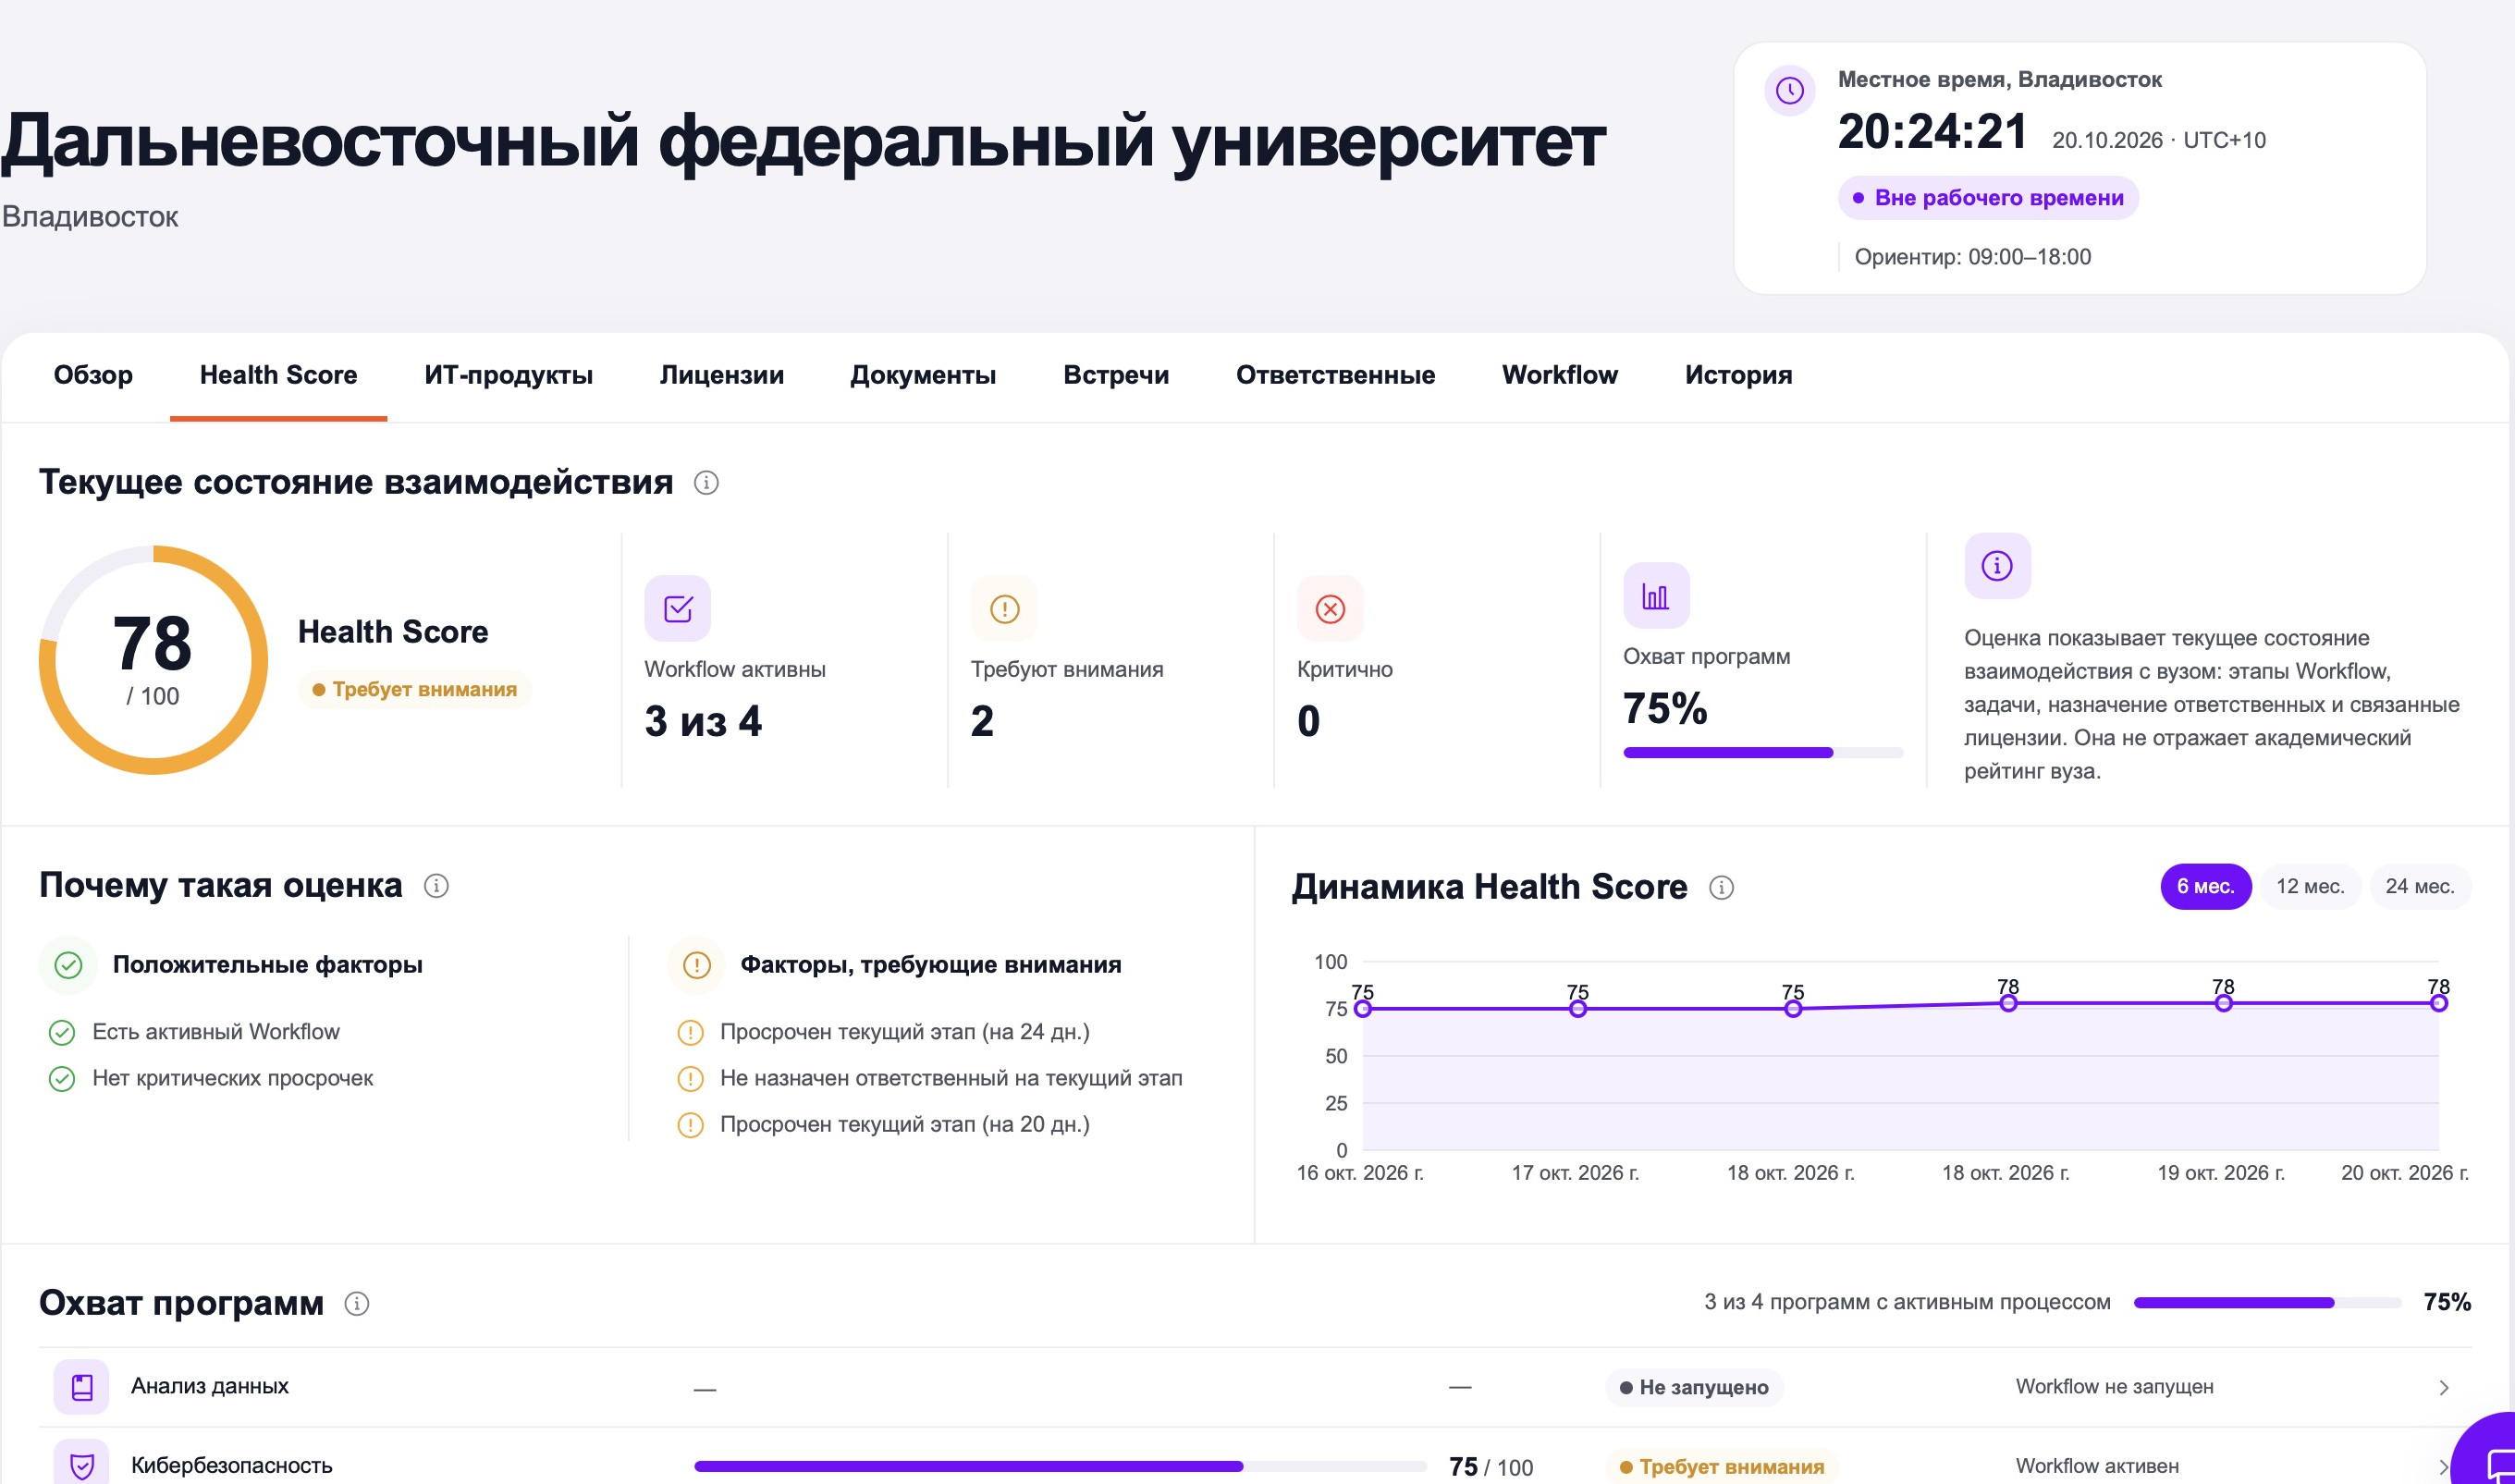 Местное время, Владивосток
20:24:21 20.10.2026 · UTC+10
Вне рабочего времени
Ориентир: 09:00–18:00
Дальневосточный федеральный университет
Владивосток
Обзор Health Score ИТ-продукты Лицензии Документы Встречи Ответственные Workflow История
Текущее состояние взаимодействия
78
/ 100
Health Score
Требует внимания
Workflow активны
3 из 4
Требуют внимания
2
Критично
0
Охват программ
75%
Оценка показывает текущее состояние
взаимодействия с вузом: этапы Workflow,
задачи, назначение ответственных и связанные
лицензии. Она не отражает академический
рейтинг вуза.
Почему такая оценка
Положительные факторы
Есть активный Workflow
Нет критических просрочек
Факторы, требующие внимания
Просрочен текущий этап (на 24 дн.)
Не назначен ответственный на текущий этап
Просрочен текущий этап (на 20 дн.)
Динамика Health Score
6 мес. 12 мес. 24 мес.
100
75
50
25
0
75 75 75 78 78 78
16 окт. 2026 г. 17 окт. 2026 г. 18 окт. 2026 г. 18 окт. 2026 г. 19 окт. 2026 г. 20 окт. 2026 г.
Охват программ
3 из 4 программ с активным процессом 75%
Анализ данных — — Не запущено Workflow не запущен
Кибербезопасность 75 / 100 Требует внимания Workflow активен